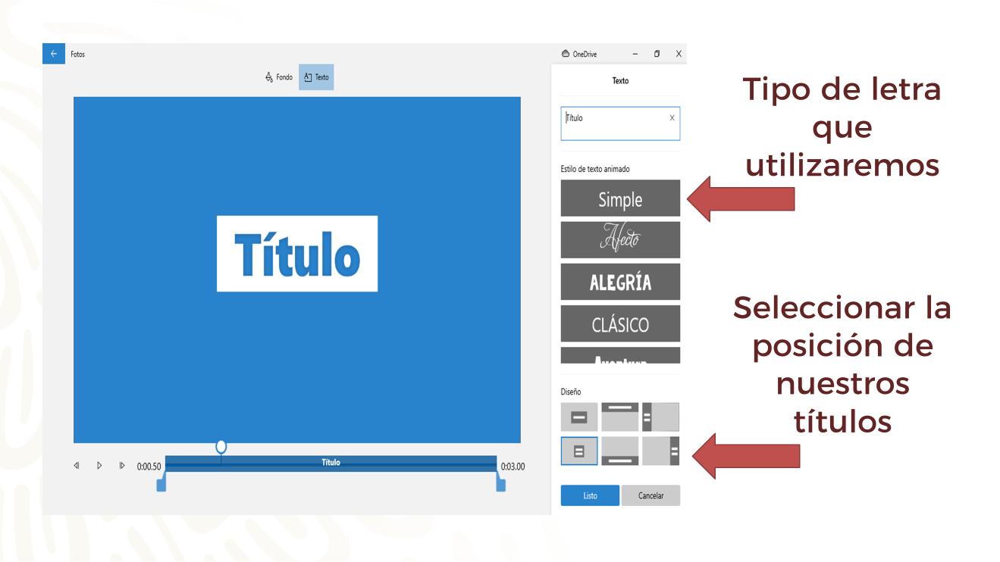 Fotos
OneDrive
Fondo
Texto
Texto
Título
Estilo de texto animado
Simple
Afecto
ALEGRÍA
CLÁSICO
Aventura
Diseño
Título
0:00.50
Título
0:03.00
Listo
Cancelar
Tipo de letra
que
utilizaremos
Seleccionar la
posición de
nuestros
títulos